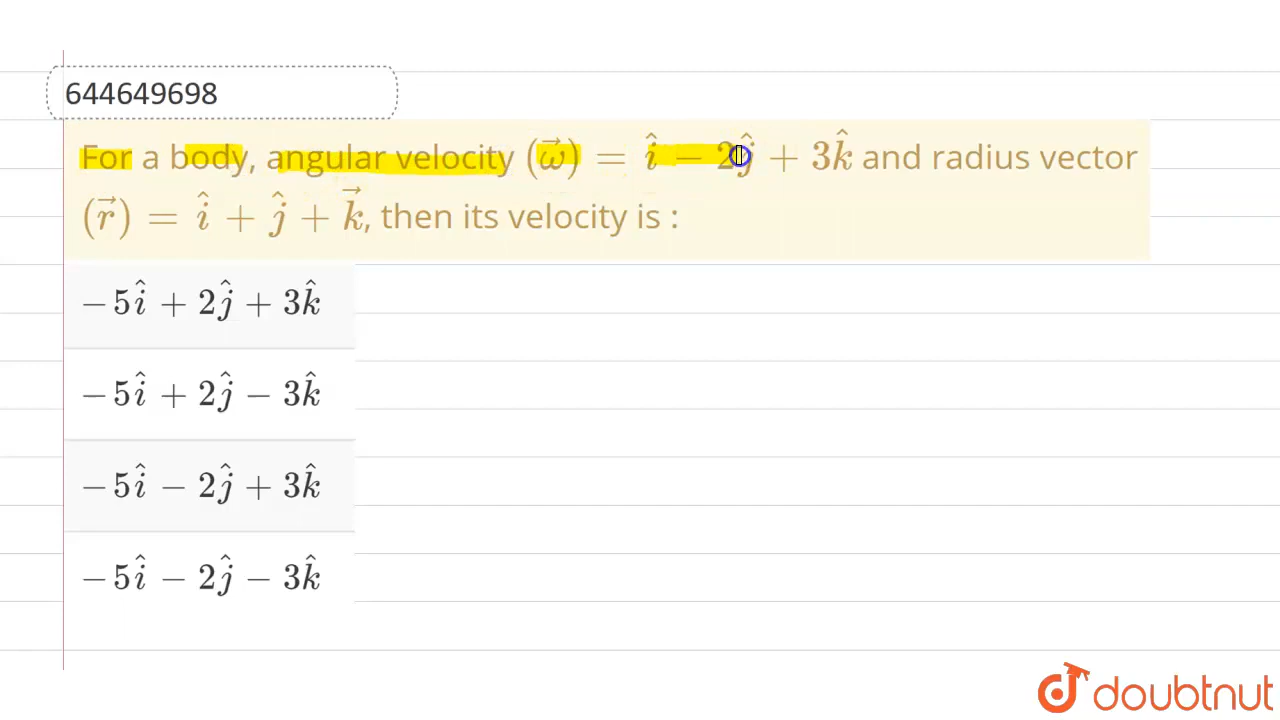 644649698
For a body, angular velocity (ω⃗) = î − 2ĵ + 3k̂ and radius vector
(r⃗) = î + ĵ + k⃗, then its velocity is :
− 5î + 2ĵ + 3k̂
− 5î + 2ĵ − 3k̂
− 5î − 2ĵ + 3k̂
− 5î − 2ĵ − 3k̂
doubtnut